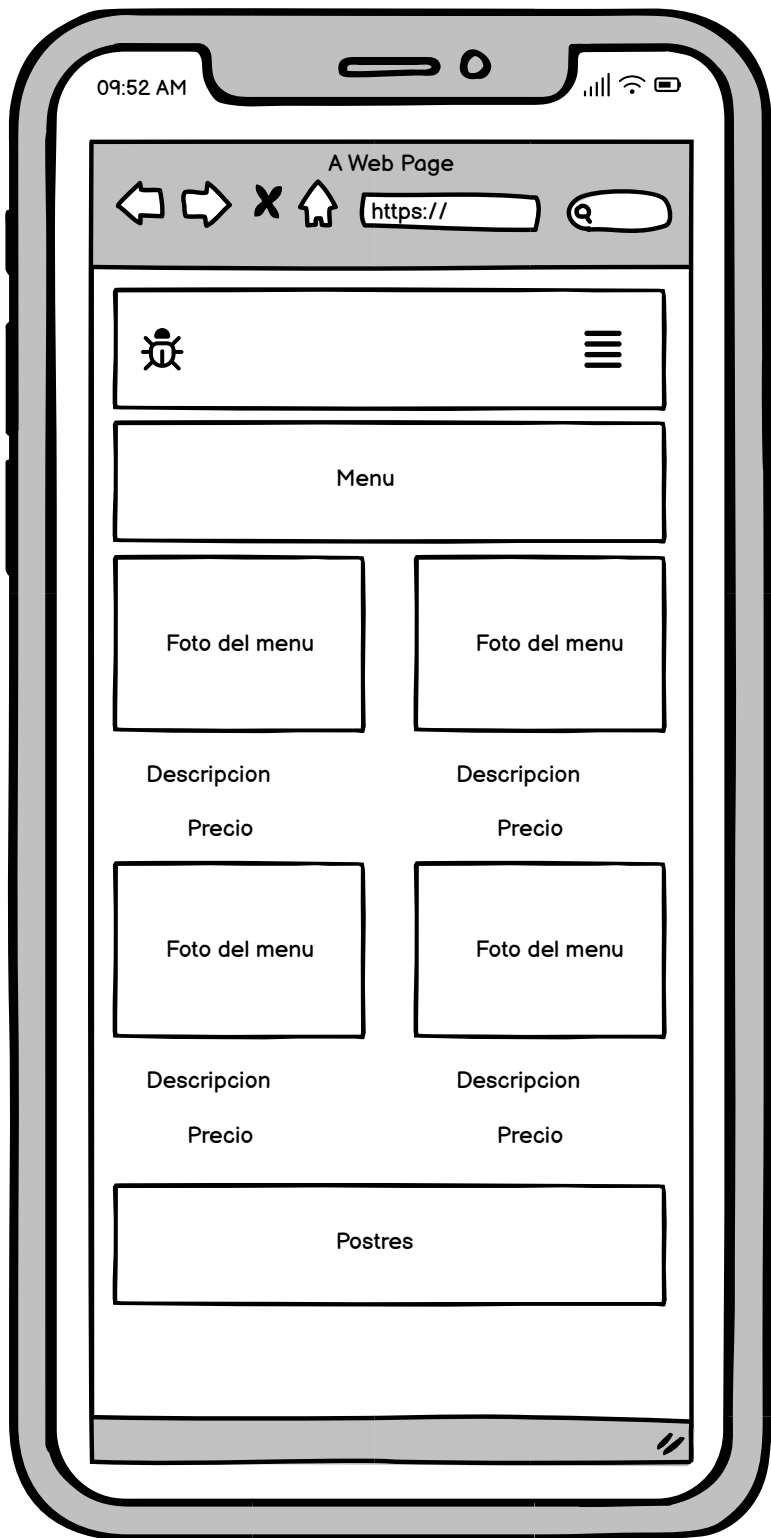 09:52 AM
A Web Page
https://
Menu
Foto del menu
Foto del menu
Descripcion
Descripcion
Precio
Precio
Foto del menu
Foto del menu
Descripcion
Descripcion
Precio
Precio
Postres